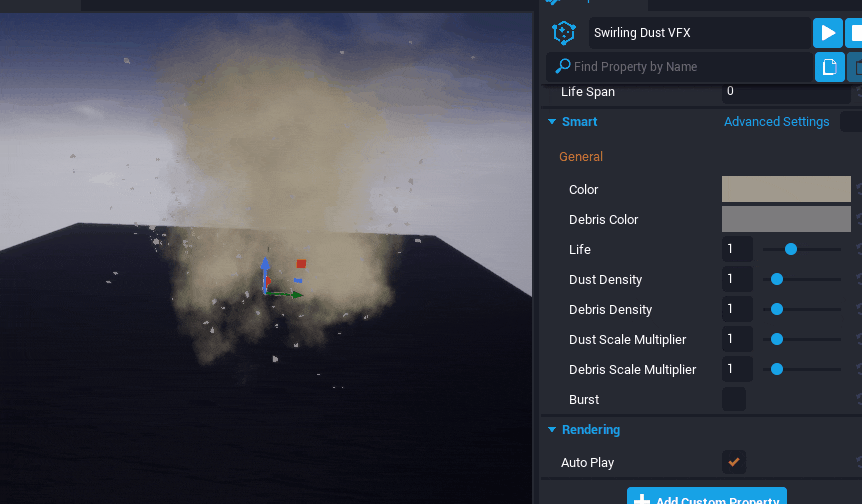 Swirling Dust VFX
Find Property by Name
Life Span 0
Smart Advanced Settings
General
Color
Debris Color
Life 1
Dust Density 1
Debris Density 1
Dust Scale Multiplier 1
Debris Scale Multiplier 1
Burst
Rendering
Auto Play
Add Custom Property